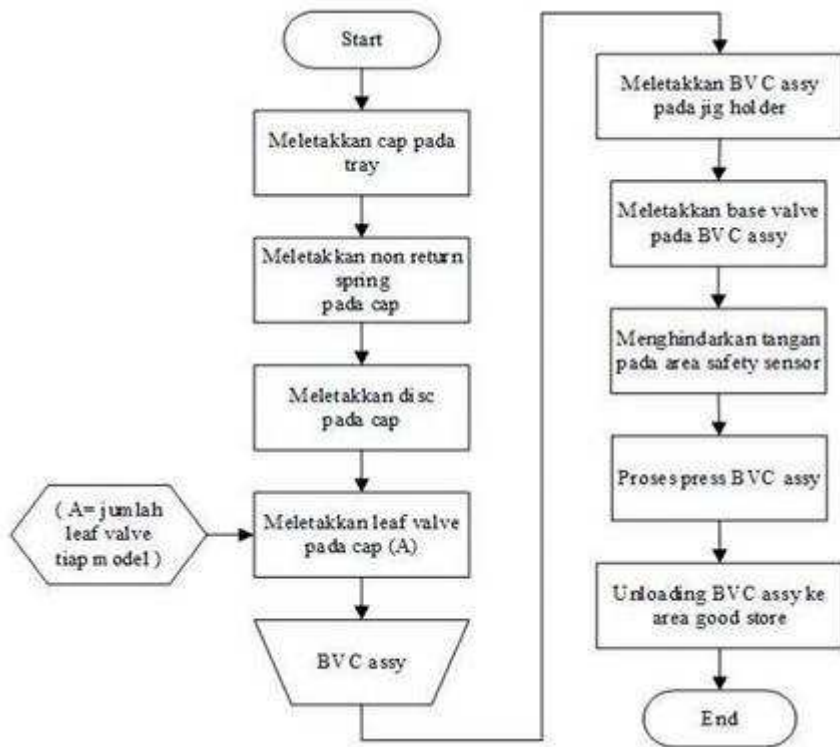 Start
Meletakkan cap pada
tray
Meletakkan non return
spring
pada cap
Meletakkan disc
pada cap
( A= jumlah
leaf valve
tiap model )
Meletakkan leaf valve
pada cap (A)
BVC assy
Meletakkan BVC assy
pada jig holder
Meletakkan base valve
pada BVC assy
Menghindarkan tangan
pada area safety sensor
Proses press BVC assy
Unloading BVC assy ke
area good store
End